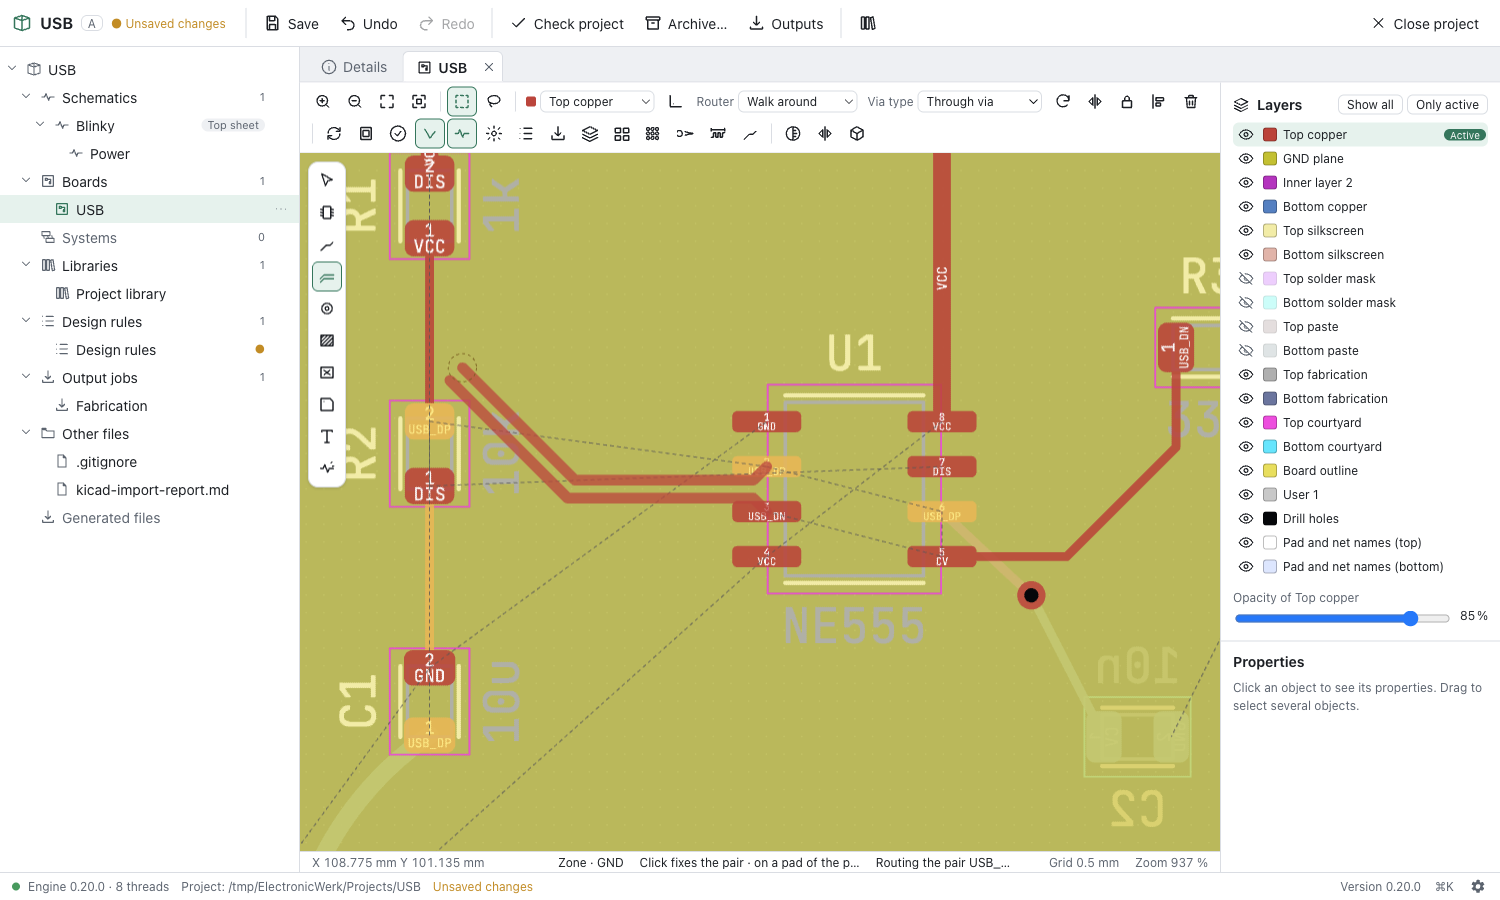 USB A Unsaved changes Save Undo Redo Check project Archive... Outputs Close project
USB
Schematics 1
Blinky Top sheet
Power
Boards 1
USB ...
Systems 0
Libraries 1
Project library
Design rules 1
Design rules
Output jobs 1
Fabrication
Other files
.gitignore
kicad-import-report.md
Generated files
Details USB
Top copper Router Walk around Via type Through via
R1
2
DIS
1
VCC
1k
R2
2
USB_DP
1
DIS
C1
2
GND
1
USB_DP
10u
VCC
U1
1
GND
3
USB_DN
4
VCC
8
VCC
7
DIS
6
USB_DP
5
CV
NE555
R3
1
USB_DN
33
10n
C2
X 108.775 mm Y 101.135 mm Zone · GND Click fixes the pair · on a pad of the p... Routing the pair USB_... Grid 0.5 mm Zoom 937 %
Layers Show all Only active
Top copper Active
GND plane
Inner layer 2
Bottom copper
Top silkscreen
Bottom silkscreen
Top solder mask
Bottom solder mask
Top paste
Bottom paste
Top fabrication
Bottom fabrication
Top courtyard
Bottom courtyard
Board outline
User 1
Drill holes
Pad and net names (top)
Pad and net names (bottom)
Opacity of Top copper
85 %
Properties
Click an object to see its properties. Drag to
select several objects.
Engine 0.20.0 · 8 threads Project: /tmp/ElectronicWerk/Projects/USB Unsaved changes Version 0.20.0 ⌘K